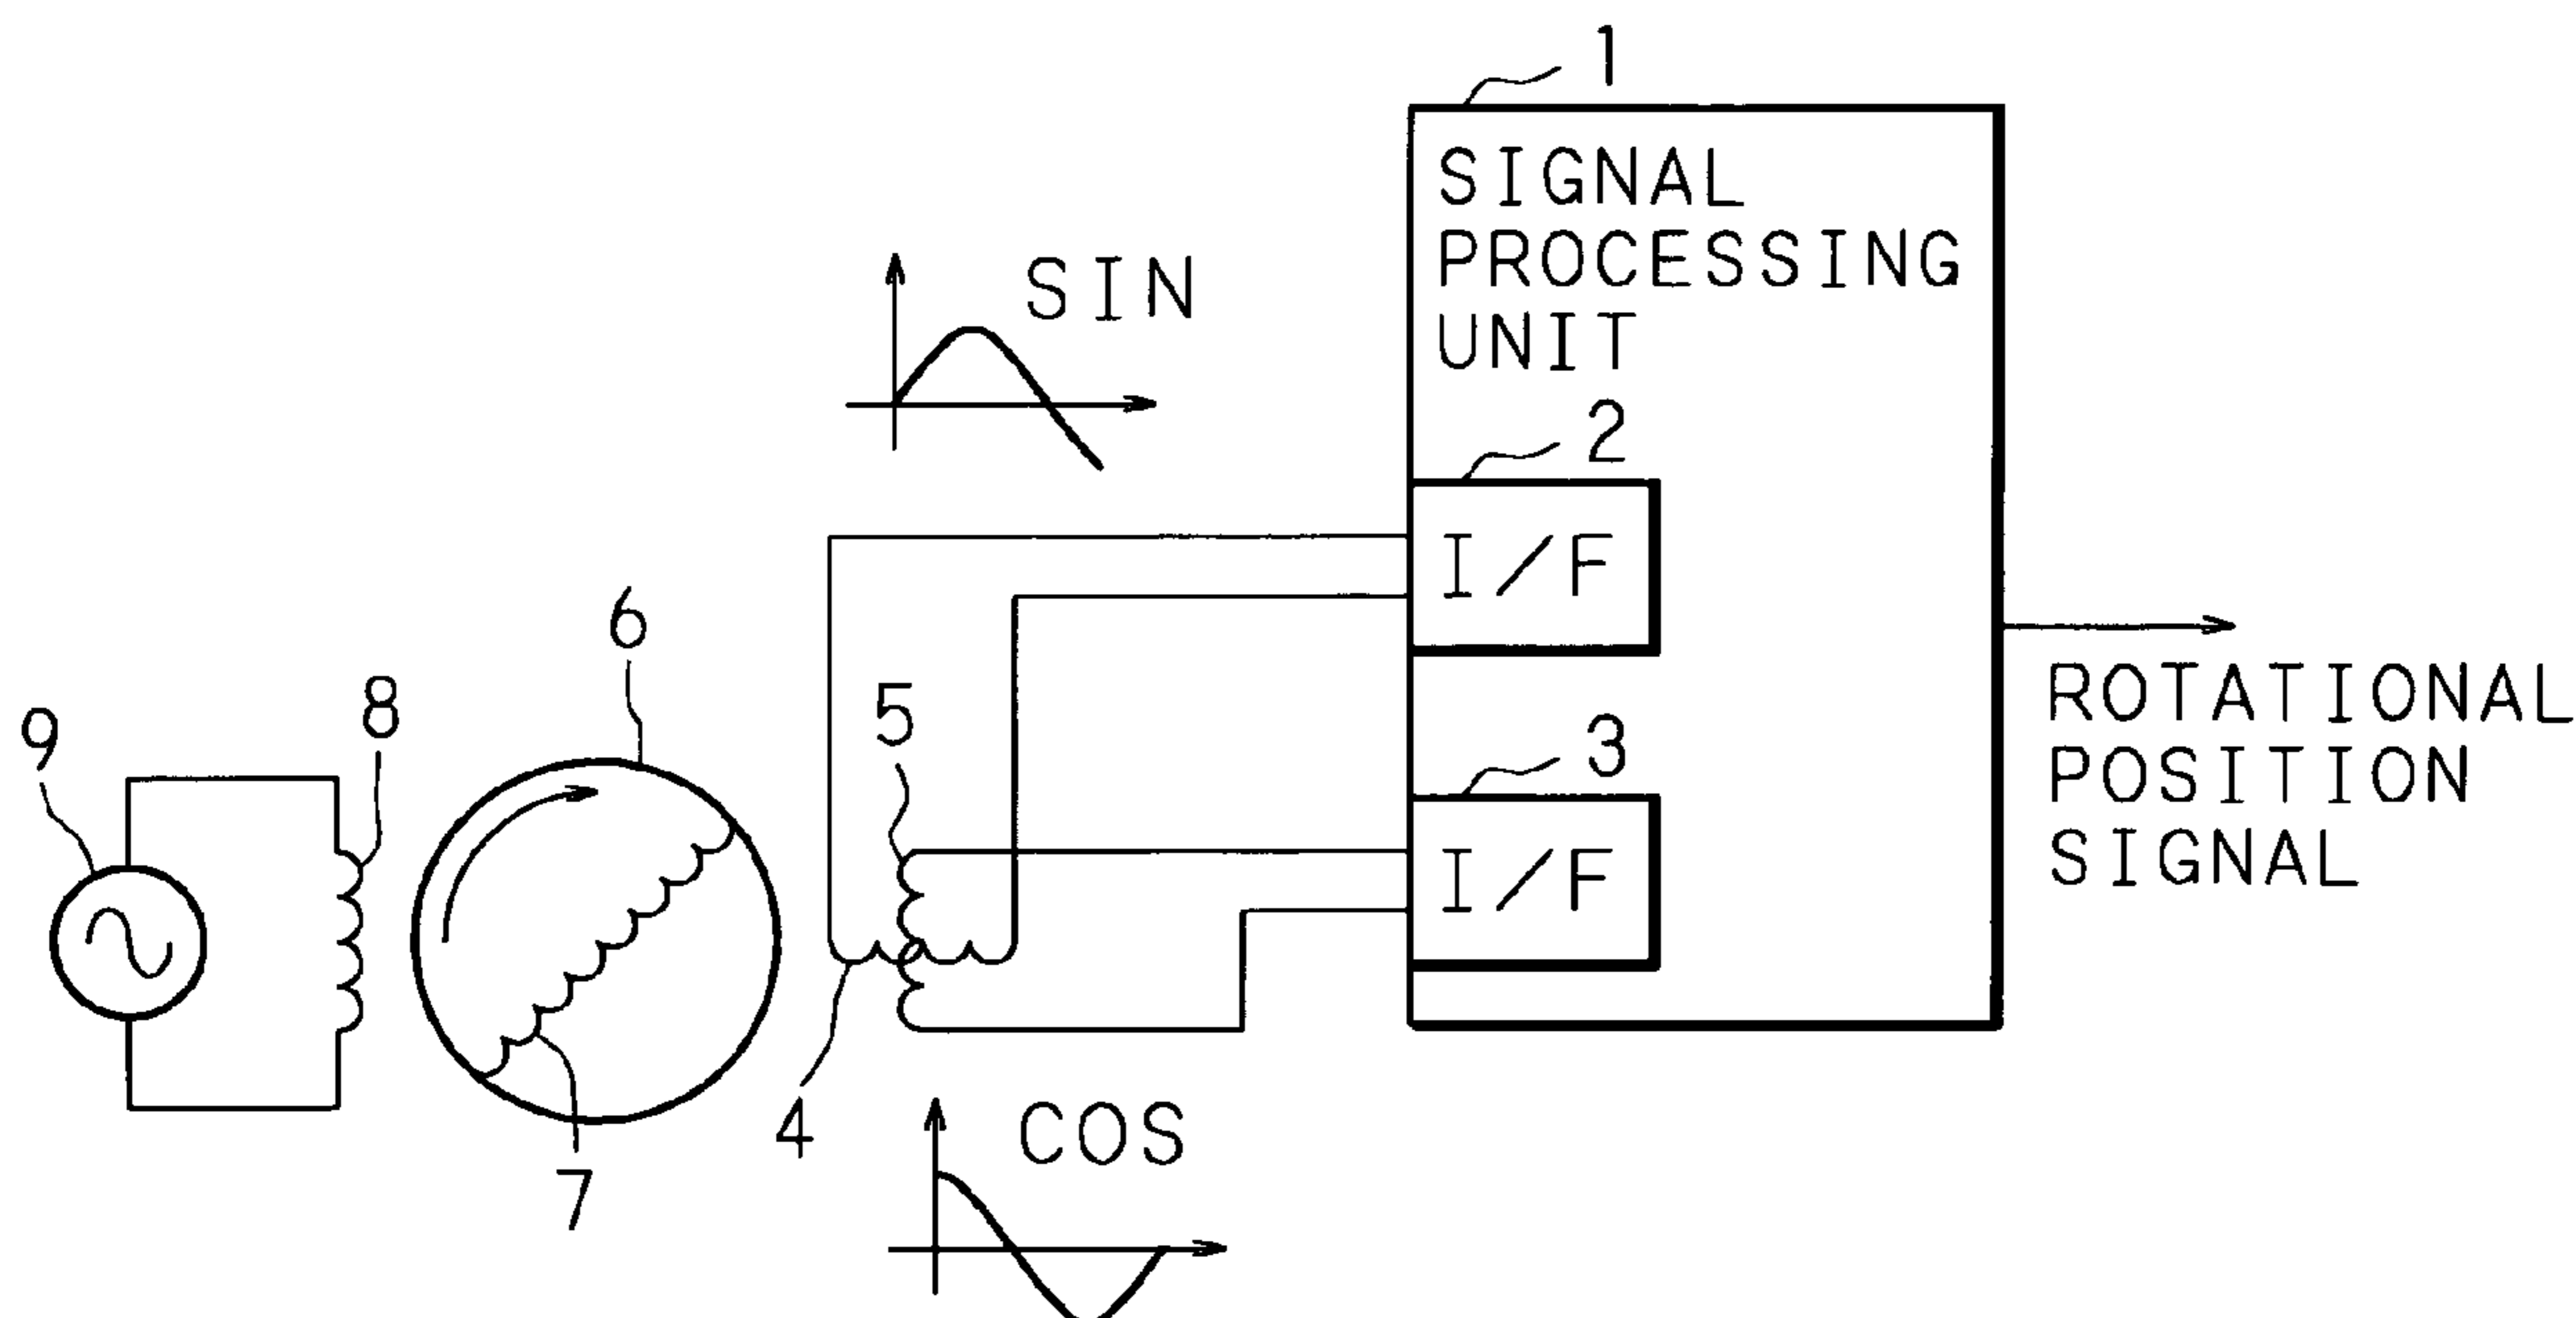 1
SIGNAL
PROCESSING
UNIT
SIN
2
I/F
6
ROTATIONAL
POSITION
SIGNAL
8
5
9
3
I/F
4
COS
7